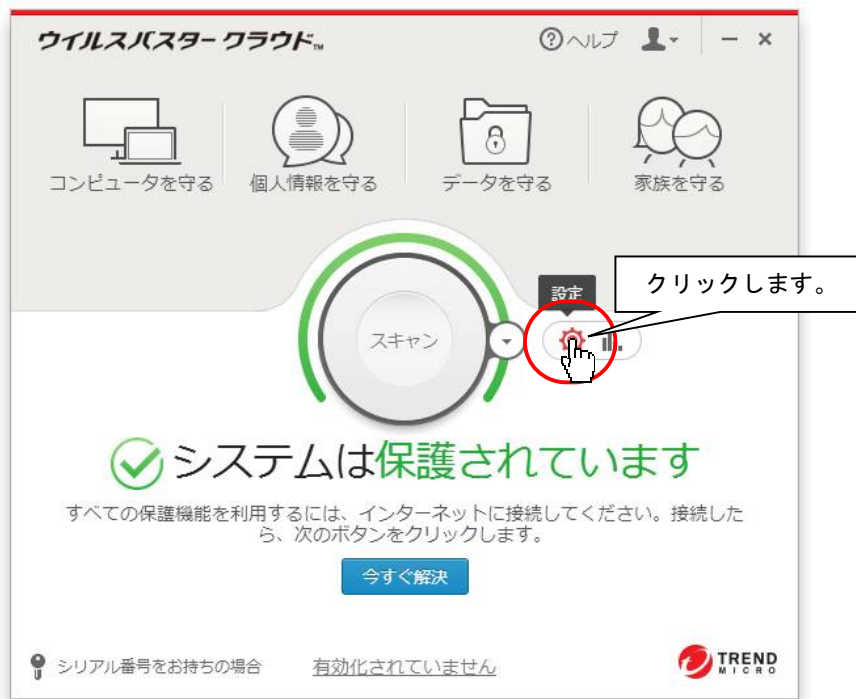 ウイルスバスター クラウド™
?ヘルプ
コンピュータを守る
個人情報を守る
データを守る
家族を守る
設定
クリックします。
スキャン
システムは保護されています
すべての保護機能を利用するには、インターネットに接続してください。接続した
ら、次のボタンをクリックします。
今すぐ解決
シリアル番号をお持ちの場合
有効化されていません
TREND
MICRO